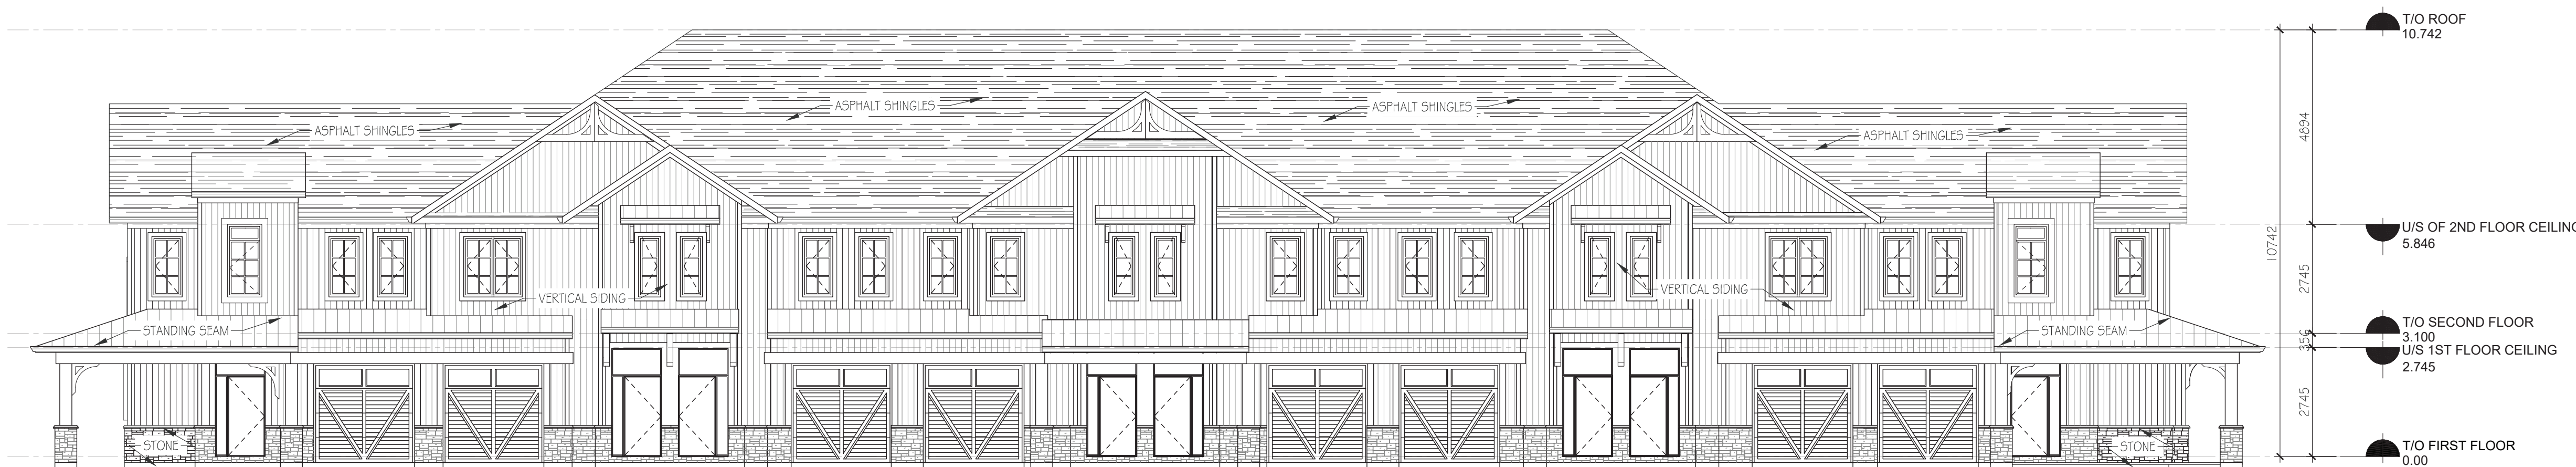 T/O ROOF
10.742
ASPHALT SHINGLES
ASPHALT SHINGLES
ASPHALT SHINGLES
ASPHALT SHINGLES
4894
U/S OF 2ND FLOOR CEILING
5.846
10742
2745
VERTICAL SIDING
VERTICAL SIDING
STANDING SEAM
STANDING SEAM
T/O SECOND FLOOR
3.100
356
U/S 1ST FLOOR CEILING
2.745
2745
STONE
STONE
T/O FIRST FLOOR
0.00